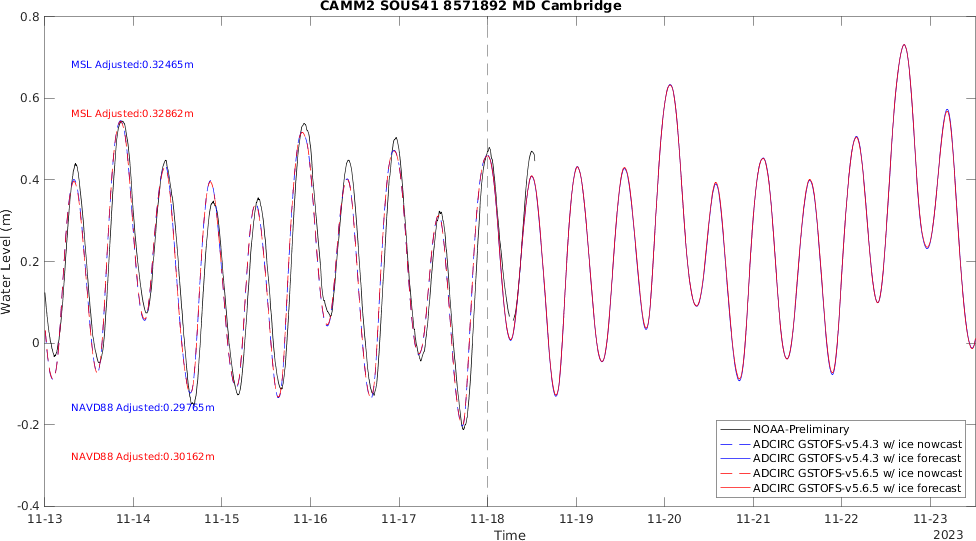 CAMM2 SOUS41 8571892 MD Cambridge
0.8
MSL Adjusted:0.32465m
0.6
MSL Adjusted:0.32862m
0.4
Water Level (m)
0.2
0
NAVD88 Adjusted:0.29765m
-0.2
NAVD88 Adjusted:0.30162m
-0.4
NOAA-Preliminary
ADCIRC GSTOFS-v5.4.3 w/ ice nowcast
ADCIRC GSTOFS-v5.4.3 w/ ice forecast
ADCIRC GSTOFS-v5.6.5 w/ ice nowcast
ADCIRC GSTOFS-v5.6.5 w/ ice forecast
11-13 11-14 11-15 11-16 11-17 11-18 11-19 11-20 11-21 11-22 11-23
Time
2023